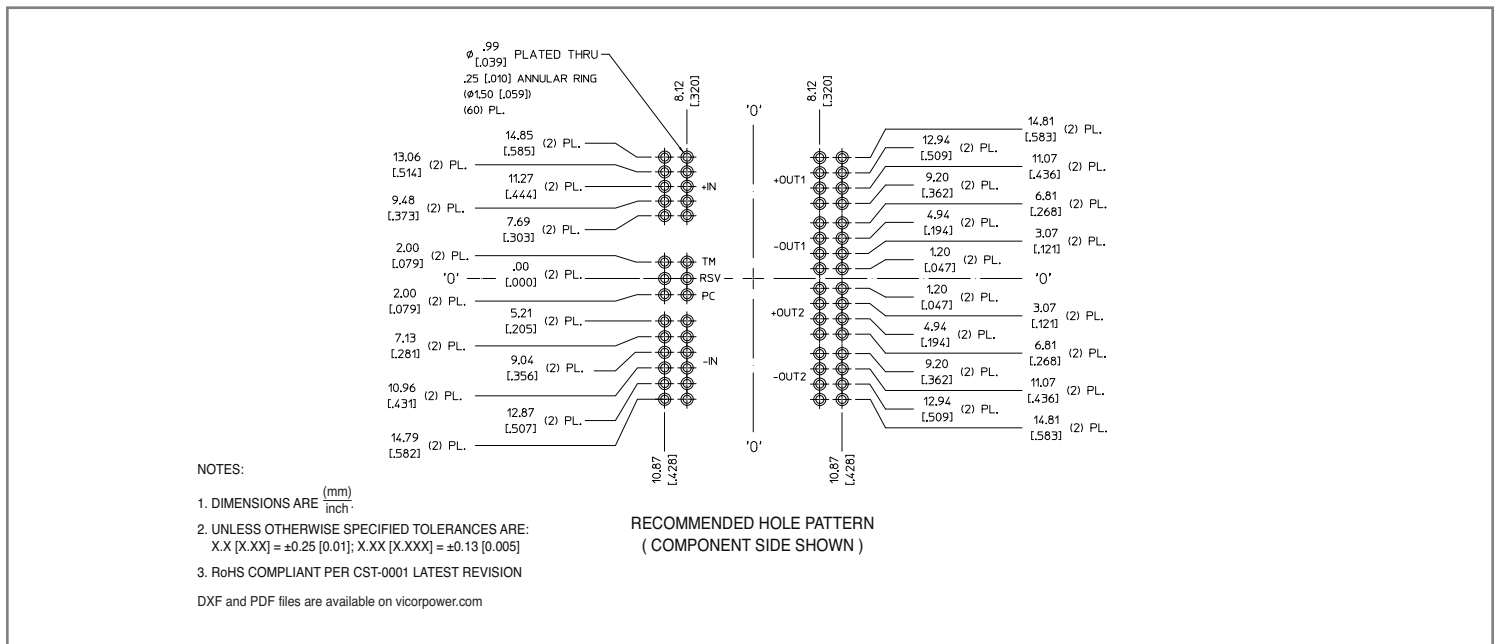 ø .99 PLATED THRU
[.039]
.25 [.010] ANNULAR RING
(ø1.50 [.059])
(60) PL.
8.12
[.320]
'0'
8.12
[.320]
14.85
[.585] (2) PL.
13.06
[.514] (2) PL.
11.27
[.444] (2) PL.
+IN
9.48
[.373] (2) PL.
7.69
[.303] (2) PL.
2.00
[.079] (2) PL.
TM
'0'
.00
[.000] (2) PL.
RSV
2.00
[.079] (2) PL.
PC
5.21
[.205] (2) PL.
7.13
[.281] (2) PL.
9.04
[.356] (2) PL.
-IN
10.96
[.431] (2) PL.
12.87
[.507] (2) PL.
14.79
[.582] (2) PL.
10.87
[.428]
'0'
14.81
[.583] (2) PL.
12.94
[.509] (2) PL.
+OUT1
11.07
[.436] (2) PL.
9.20
[.362] (2) PL.
6.81
[.268] (2) PL.
4.94
[.194] (2) PL.
-OUT1
3.07
[.121] (2) PL.
1.20
[.047] (2) PL.
'0'
1.20
[.047] (2) PL.
+OUT2
3.07
[.121] (2) PL.
4.94
[.194] (2) PL.
6.81
[.268] (2) PL.
9.20
[.362] (2) PL.
-OUT2
11.07
[.436] (2) PL.
12.94
[.509] (2) PL.
14.81
[.583] (2) PL.
10.87
[.428]
NOTES:
1. DIMENSIONS ARE (mm)
inch.
2. UNLESS OTHERWISE SPECIFIED TOLERANCES ARE:
X.X [X.XX] = ±0.25 [0.01]; X.XX [X.XXX] = ±0.13 [0.005]
3. RoHS COMPLIANT PER CST-0001 LATEST REVISION
DXF and PDF files are available on vicorpower.com
RECOMMENDED HOLE PATTERN
( COMPONENT SIDE SHOWN )